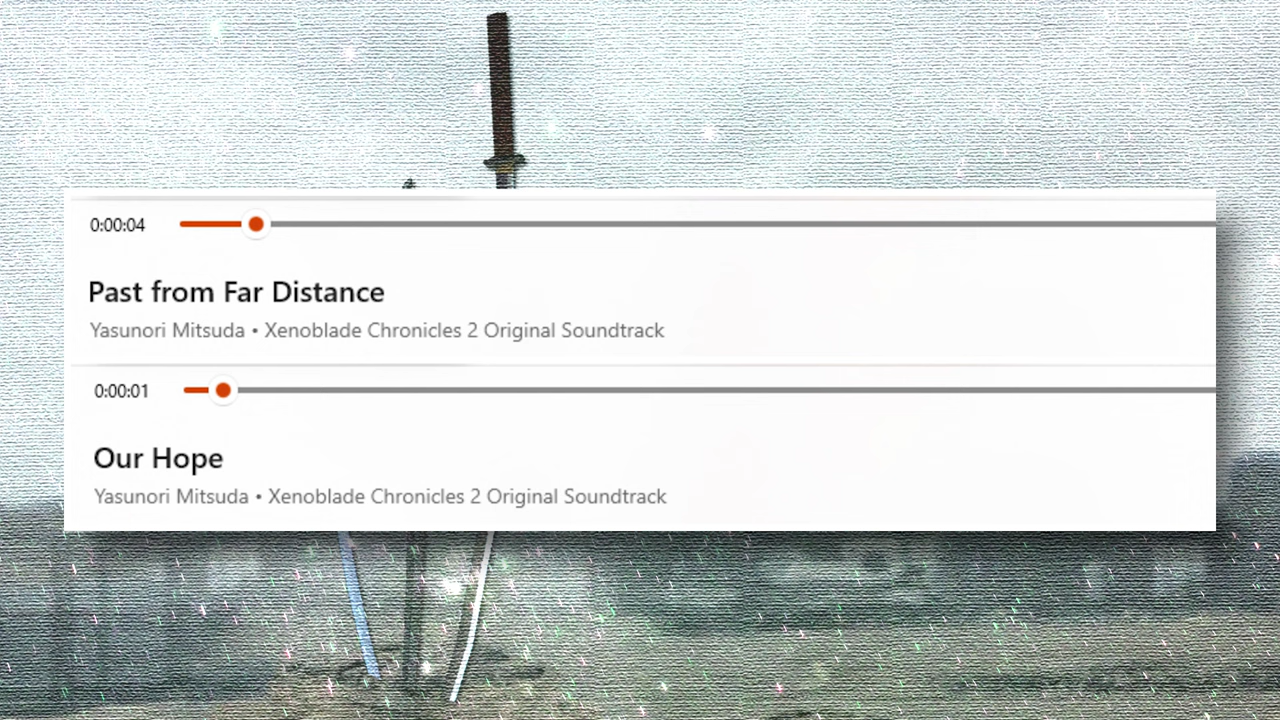 0:00:04
Past from Far Distance
Yasunori Mitsuda • Xenoblade Chronicles 2 Original Soundtrack
0:00:01
Our Hope
Yasunori Mitsuda • Xenoblade Chronicles 2 Original Soundtrack